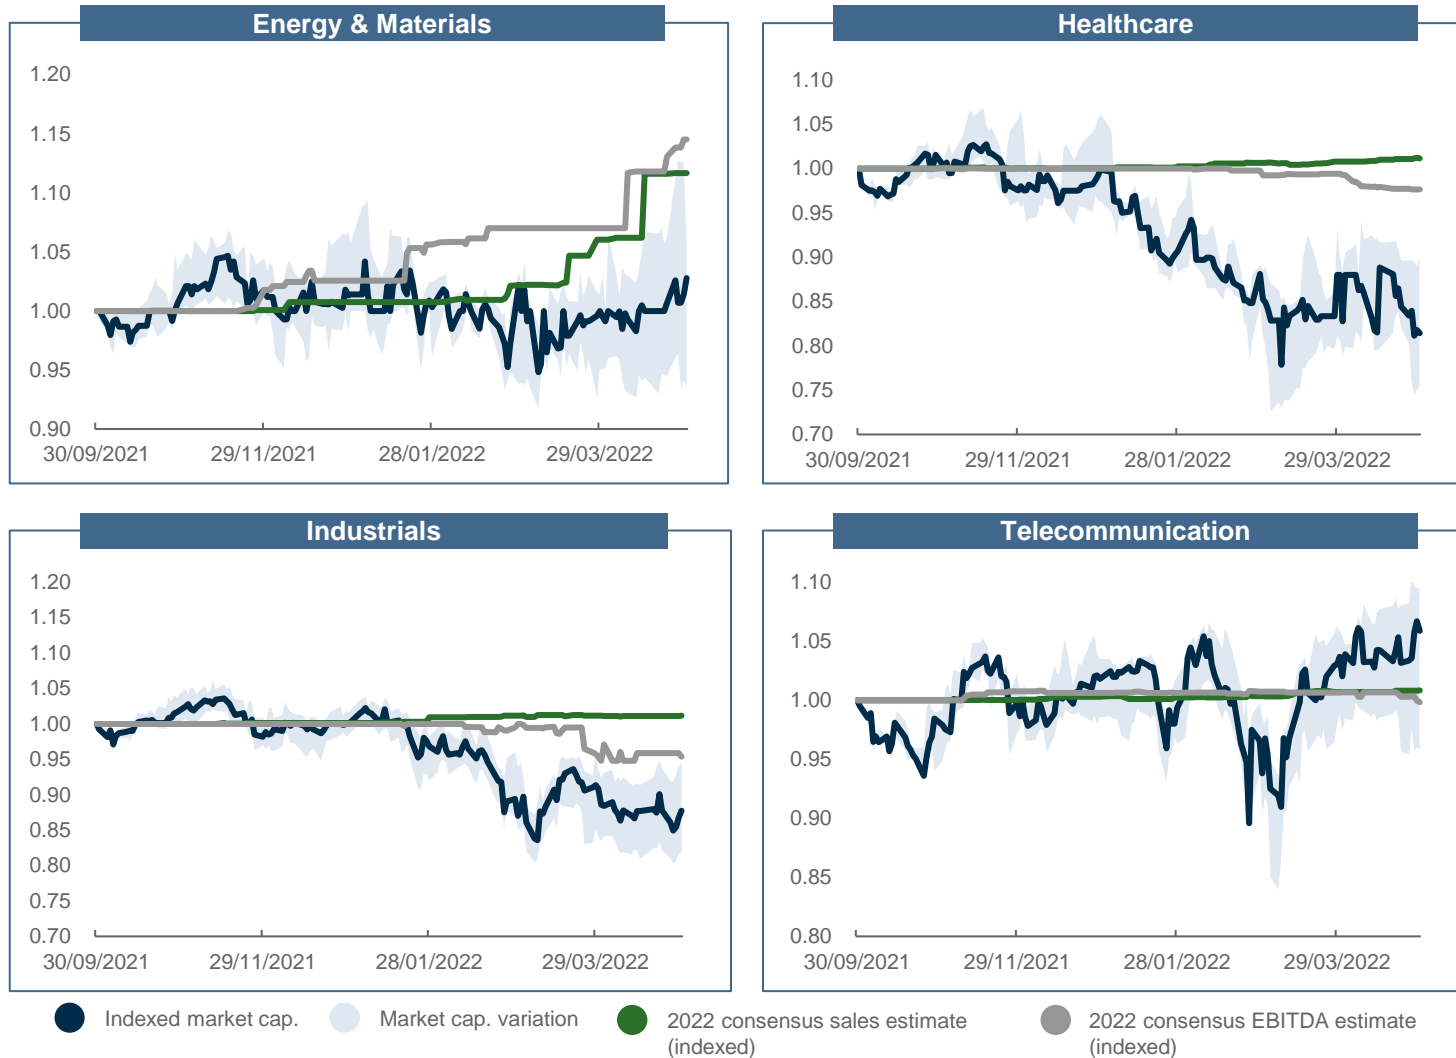 Energy & Materials
1.20
1.15
1.10
1.05
1.00
0.95
0.90
30/09/2021 29/11/2021 28/01/2022 29/03/2022
Healthcare
1.10
1.05
1.00
0.95
0.90
0.85
0.80
0.75
0.70
30/09/2021 29/11/2021 28/01/2022 29/03/2022
Industrials
1.20
1.15
1.10
1.05
1.00
0.95
0.90
0.85
0.80
0.75
0.70
30/09/2021 29/11/2021 28/01/2022 29/03/2022
Telecommunication
1.10
1.05
1.00
0.95
0.90
0.85
0.80
30/09/2021 29/11/2021 28/01/2022 29/03/2022
Indexed market cap.
Market cap. variation
2022 consensus sales estimate
(indexed)
2022 consensus EBITDA estimate
(indexed)